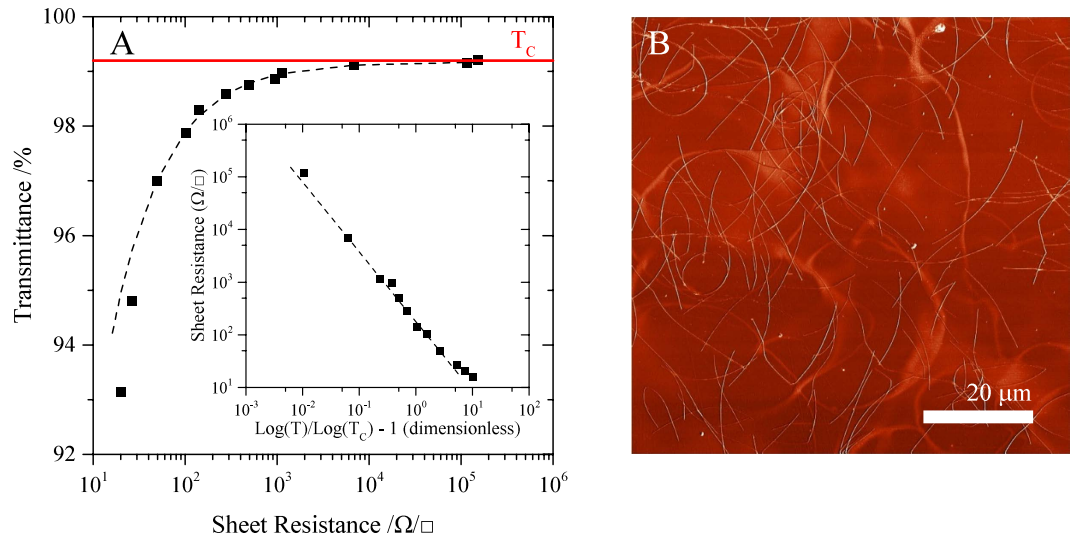 A
T_C
100
98
96
94
92
Transmittance /%
10^1
10^2
10^3
10^4
10^5
10^6
Sheet Resistance /Ω/□
10^6
10^5
10^4
10^3
10^2
10^1
Sheet Resistance (Ω/□)
10^-3
10^-2
10^-1
10^0
10^1
10^2
Log(T)/Log(T_C) - 1 (dimensionless)
B
20 μm